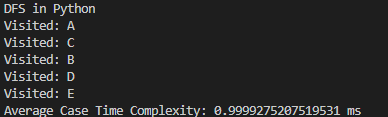 DFS in Python
Visited: A
Visited: C
Visited: B
Visited: D
Visited: E
Average Case Time Complexity: 0.9999275207519531 ms